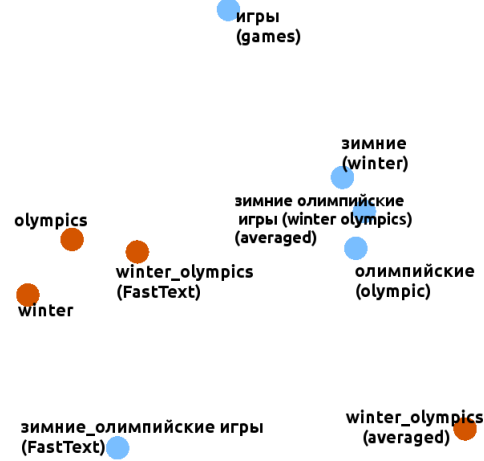 игры
(games)
зимние
(winter)
зимние олимпийские
игры (winter olympics)
(averaged)
olympics
winter_olympics
(FastText)
олимпийские
(olympic)
winter
зимние_олимпийские игры
(FastText)
winter_olympics
(averaged)